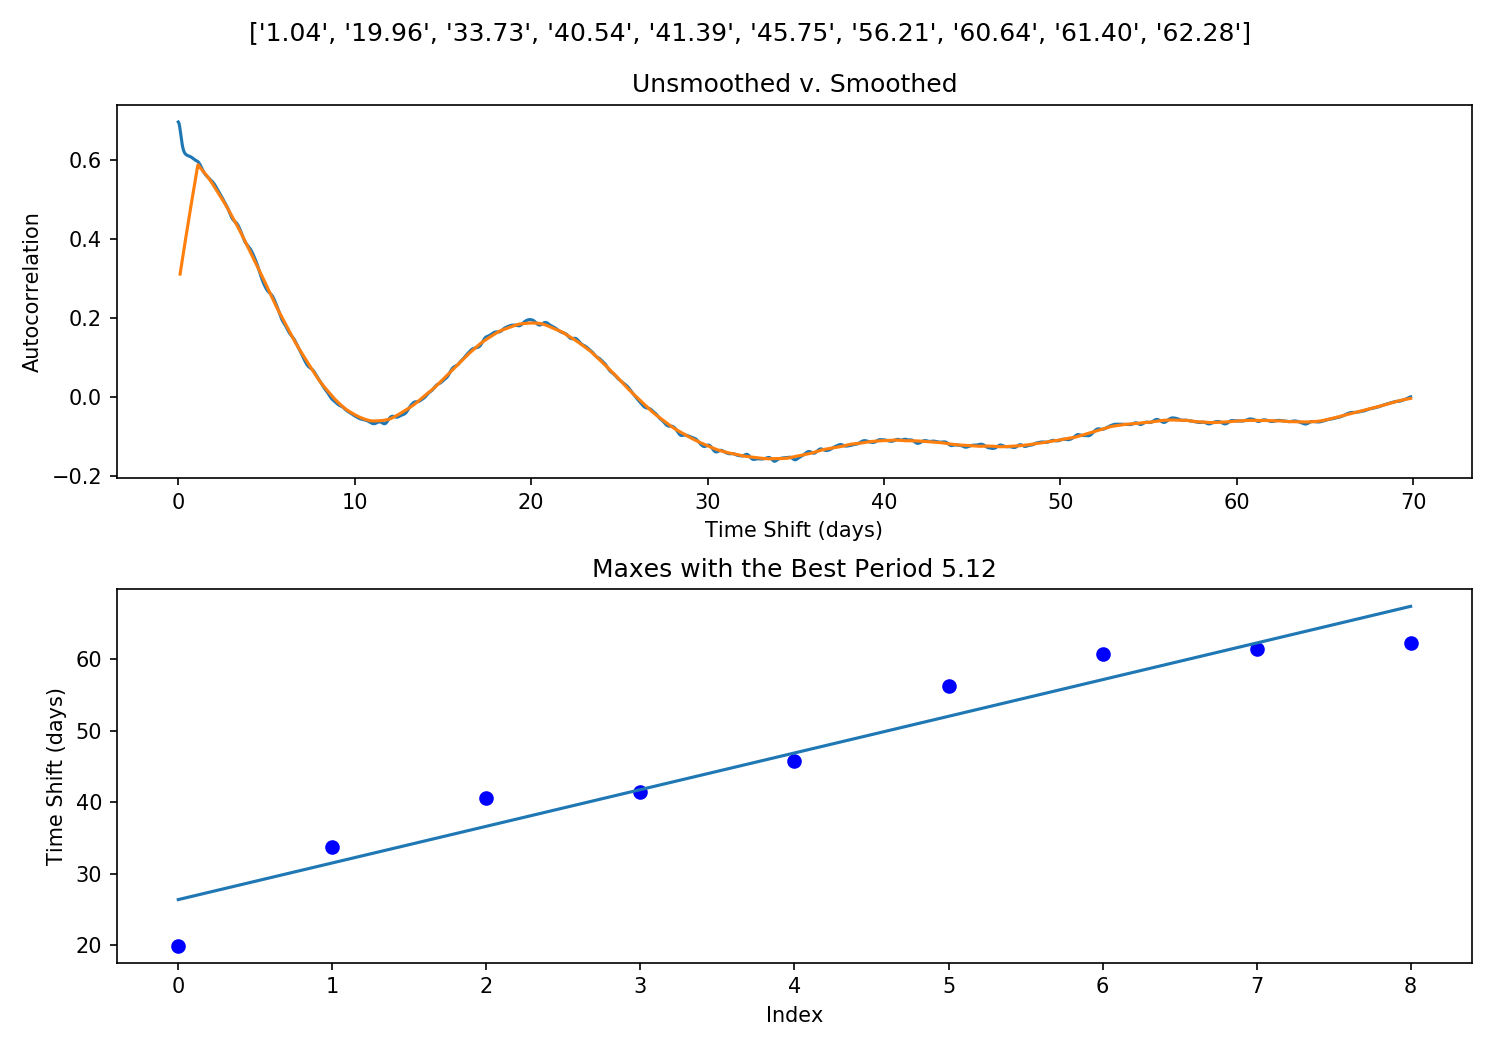 ['1.04', '19.96', '33.73', '40.54', '41.39', '45.75', '56.21', '60.64', '61.40', '62.28']
Unsmoothed v. Smoothed
Autocorrelation
0.6
0.4
0.2
0.0
−0.2
0 10 20 30 40 50 60 70
Time Shift (days)
Maxes with the Best Period 5.12
Time Shift (days)
60
50
40
30
20
0 1 2 3 4 5 6 7 8
Index